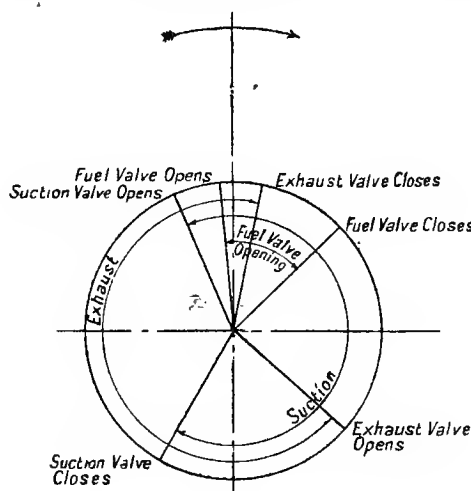 Fuel Valve Opens
Suction Valve Opens
Exhaust Valve Closes
Fuel Valve Closes
Fuel Valve
Opening
Exhaust
Suction
Exhaust Valve
Opens
Suction Valve
Closes